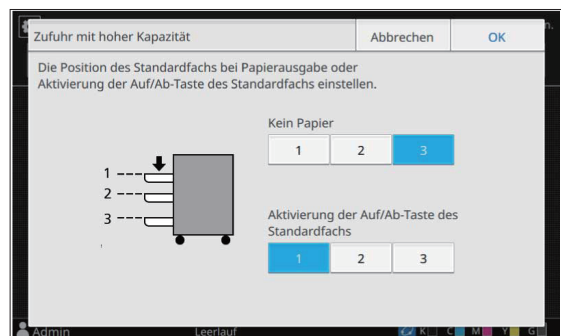 Zufuhr mit hoher Kapazität
Abbrechen
OK
n.
Die Position des Standardfachs bei Papierausgabe oder
Aktivierung der Auf/Ab-Taste des Standardfachs einstellen.
Kein Papier
1 2 3
1
2
3
Aktivierung der Auf/Ab-Taste des
Standardfachs
1 2 3
Admin
Leerlauf
K C M Y G